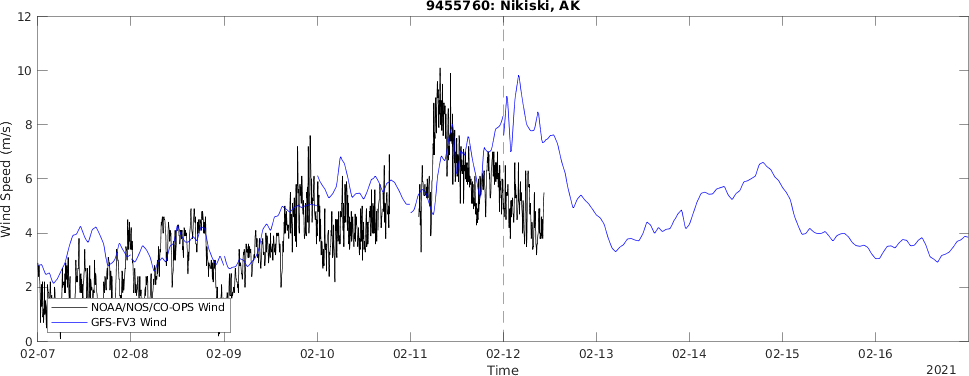 9455760: Nikiski, AK
Wind Speed (m/s)
12
10
8
6
4
2
0
NOAA/NOS/CO-OPS Wind
GFS-FV3 Wind
02-07 02-08 02-09 02-10 02-11 02-12 02-13 02-14 02-15 02-16
Time
2021